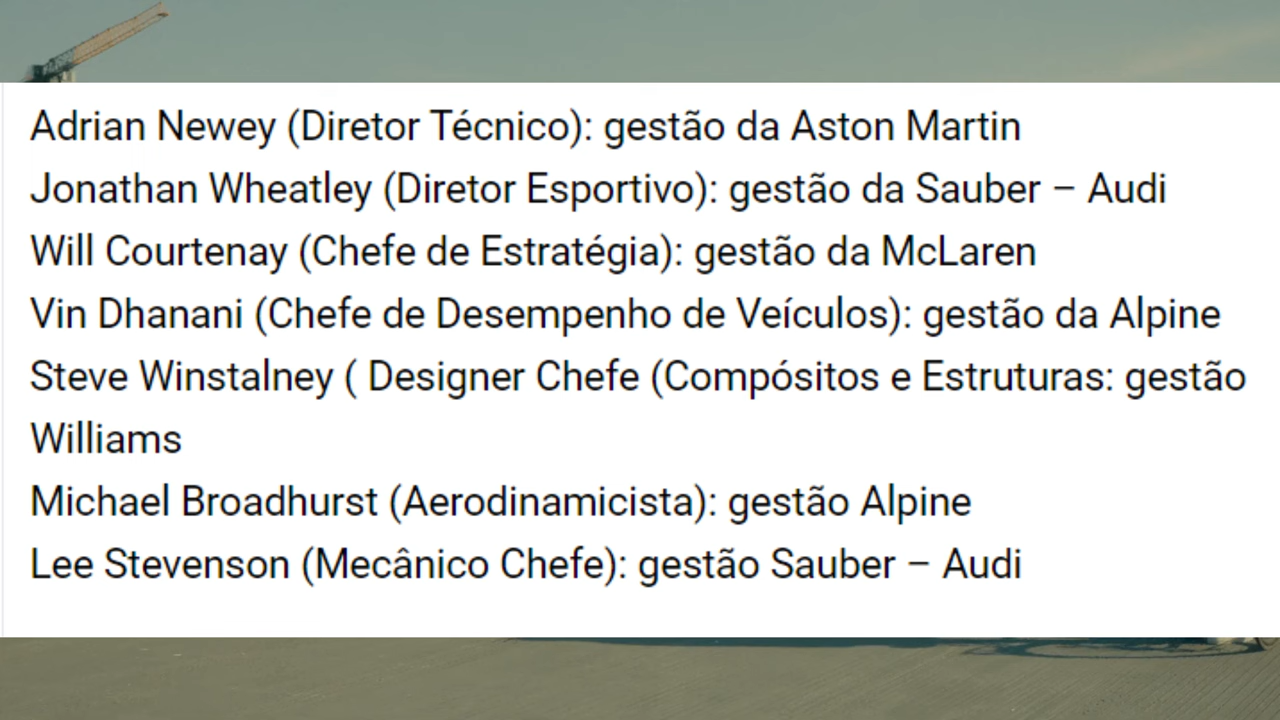 Adrian Newey (Diretor Técnico): gestão da Aston Martin
Jonathan Wheatley (Diretor Esportivo): gestão da Sauber – Audi
Will Courtenay (Chefe de Estratégia): gestão da McLaren
Vin Dhanani (Chefe de Desempenho de Veículos): gestão da Alpine
Steve Winstalney ( Designer Chefe (Compósitos e Estruturas: gestão
Williams
Michael Broadhurst (Aerodinamicista): gestão Alpine
Lee Stevenson (Mecânico Chefe): gestão Sauber – Audi